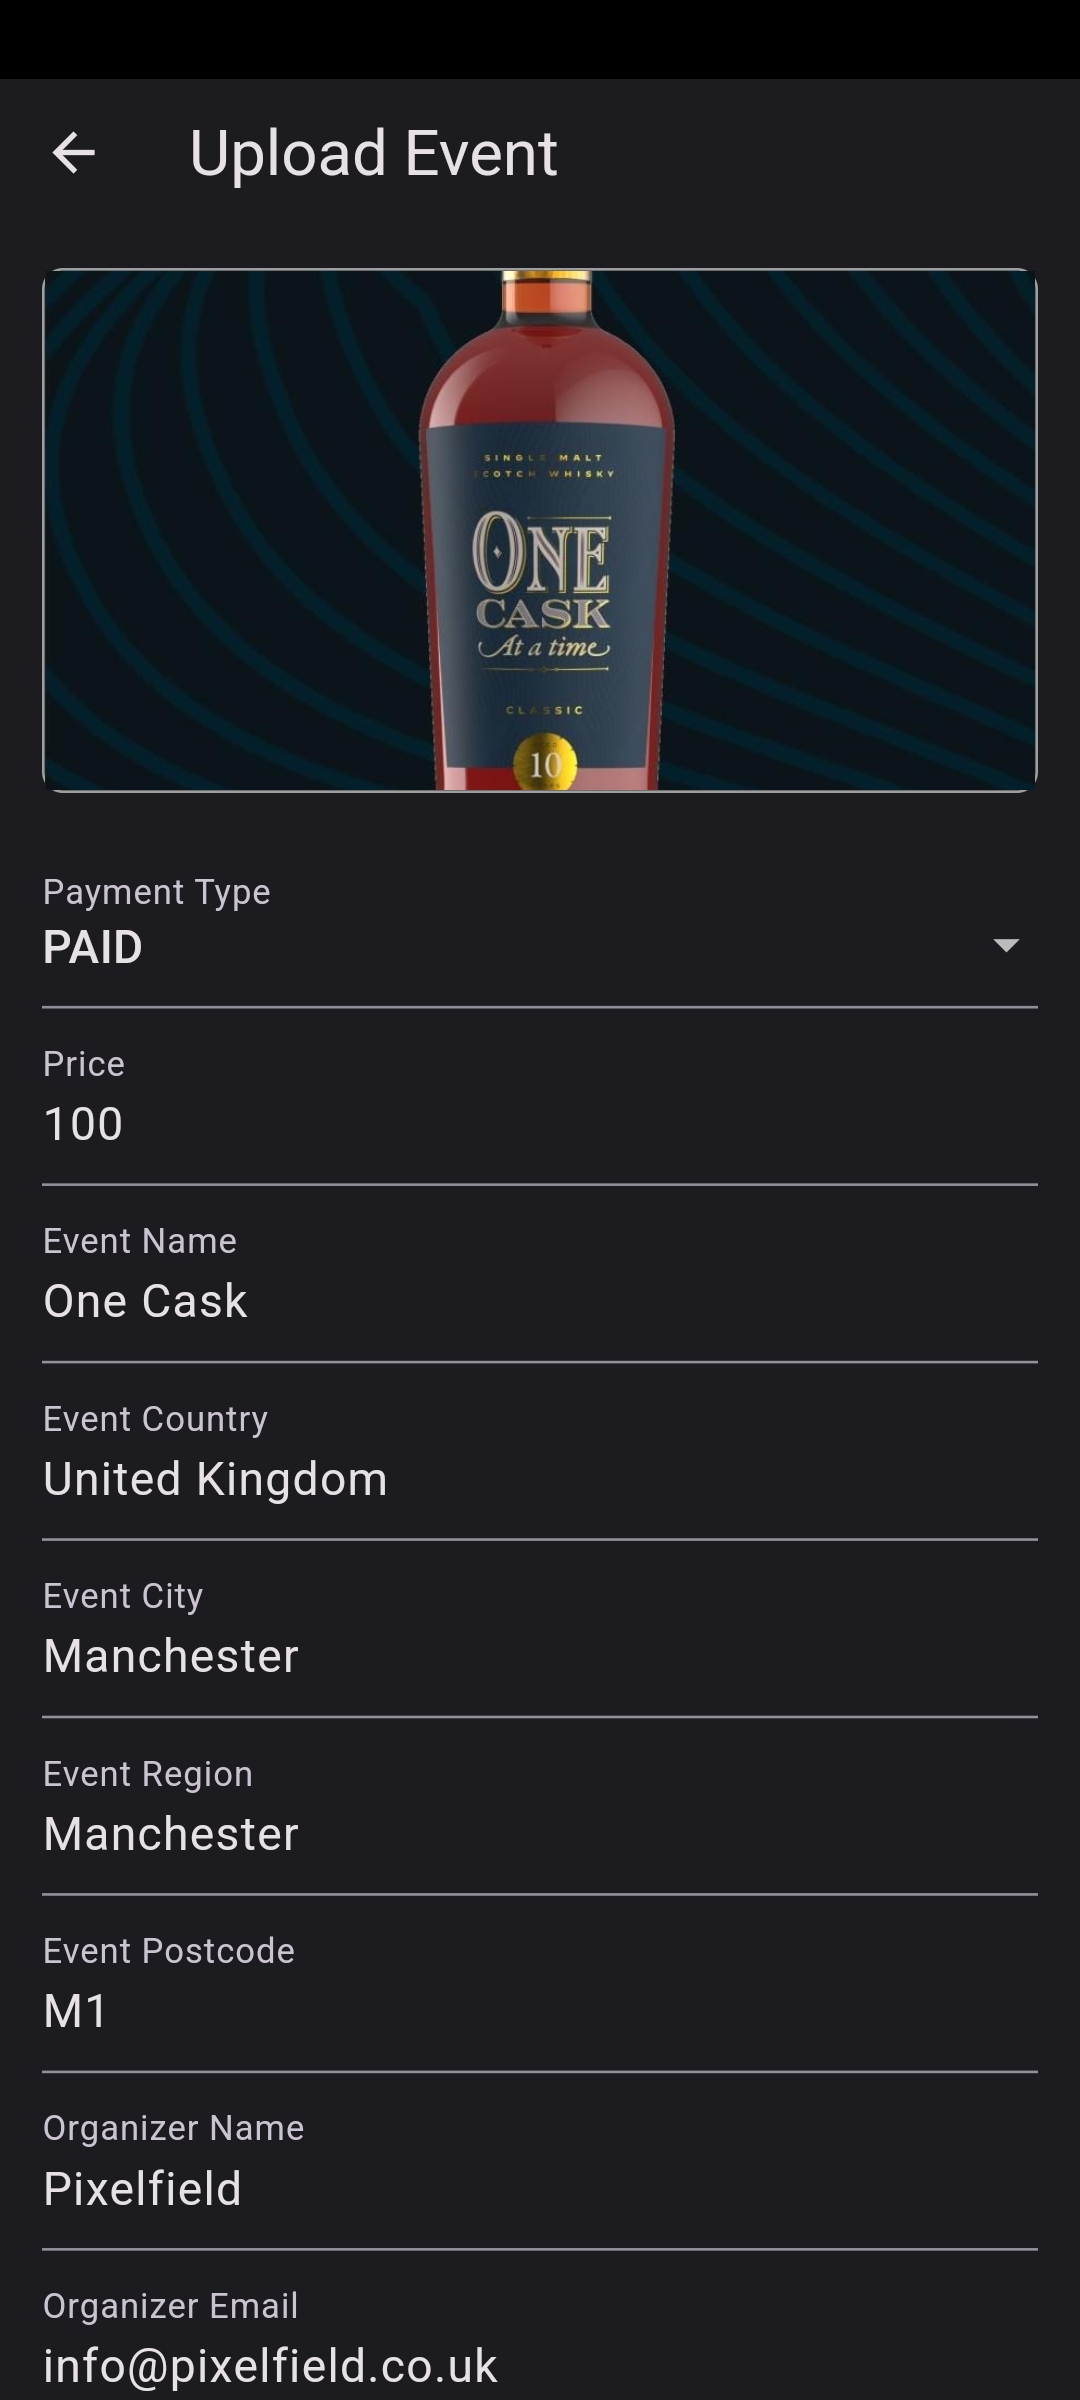 Upload Event
SINGLE MALT
SCOTCH WHISKY
ONE
CASK
At a time
CLASSIC
10
Payment Type
PAID
Price
100
Event Name
One Cask
Event Country
United Kingdom
Event City
Manchester
Event Region
Manchester
Event Postcode
M1
Organizer Name
Pixelfield
Organizer Email
info@pixelfield.co.uk